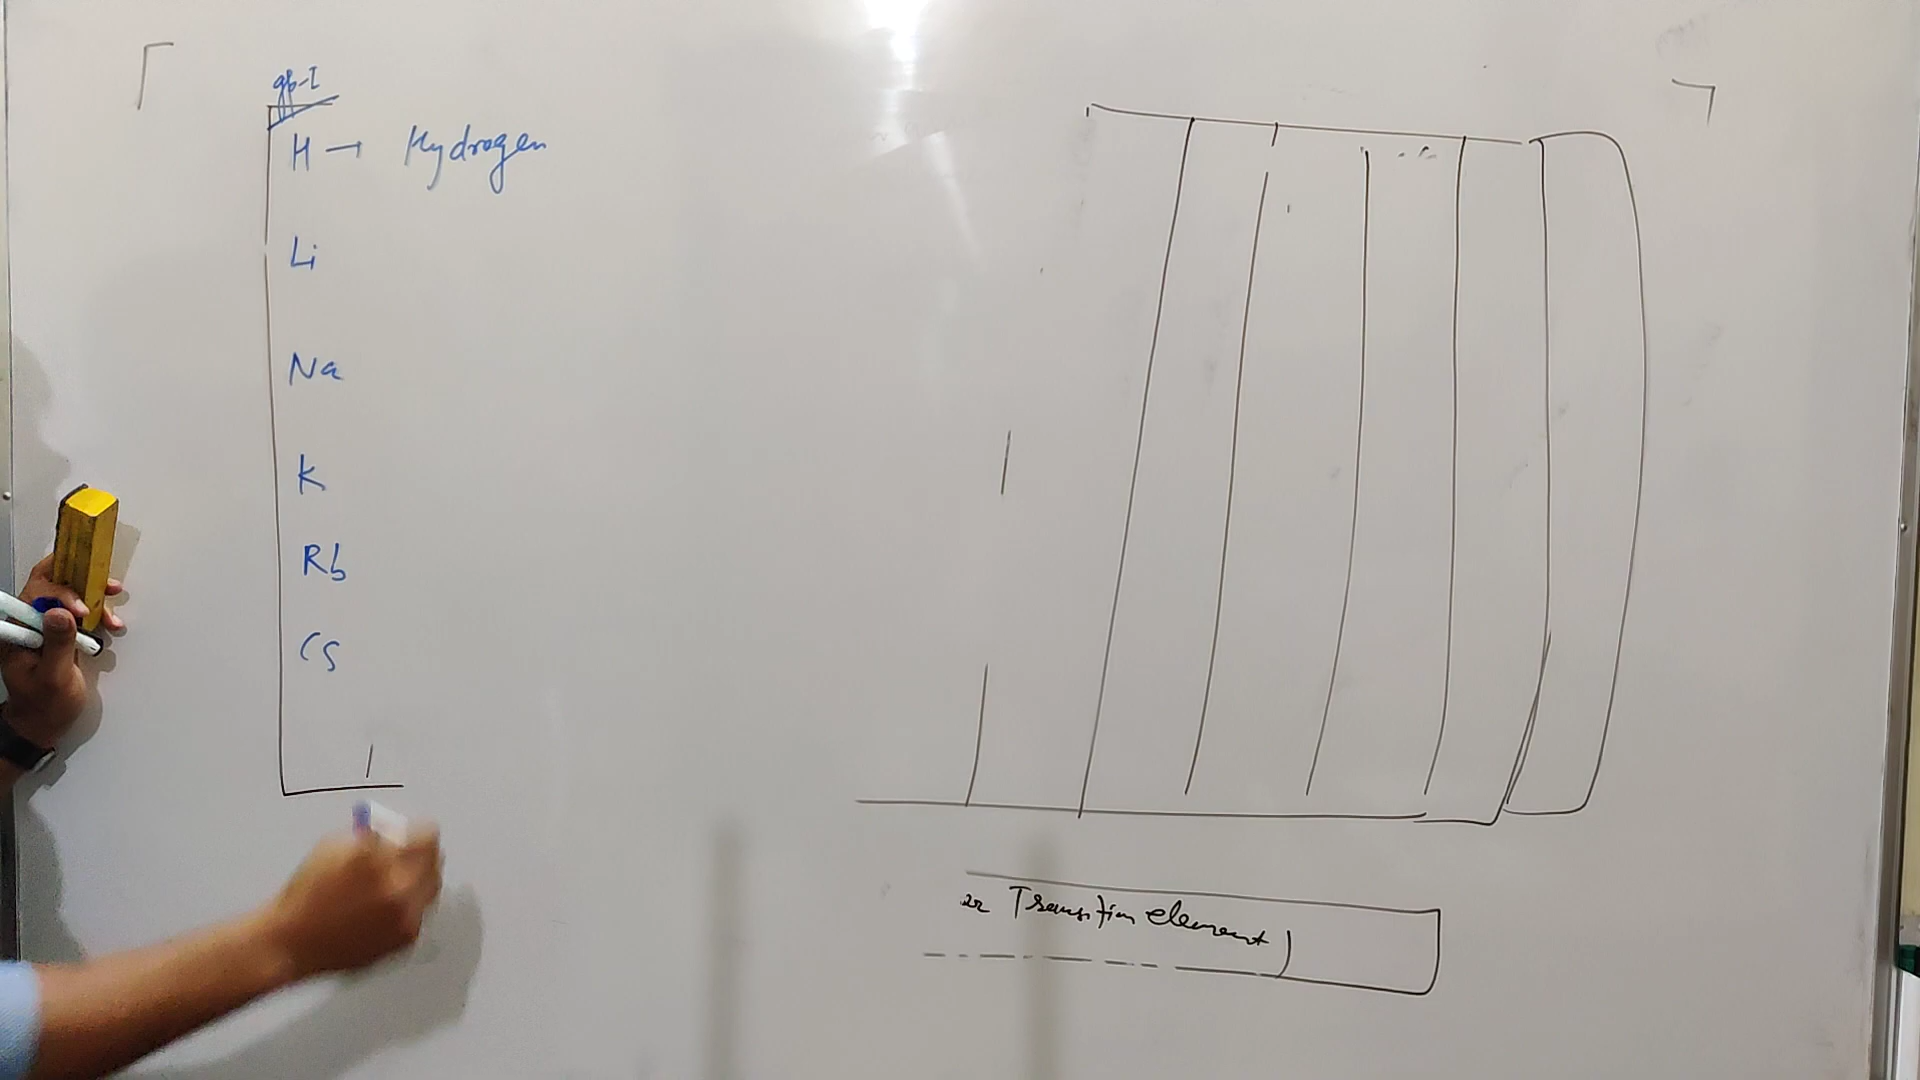 gp-I
H → Hydrogen
Li
Na
K
Rb
Cs
Transition element)